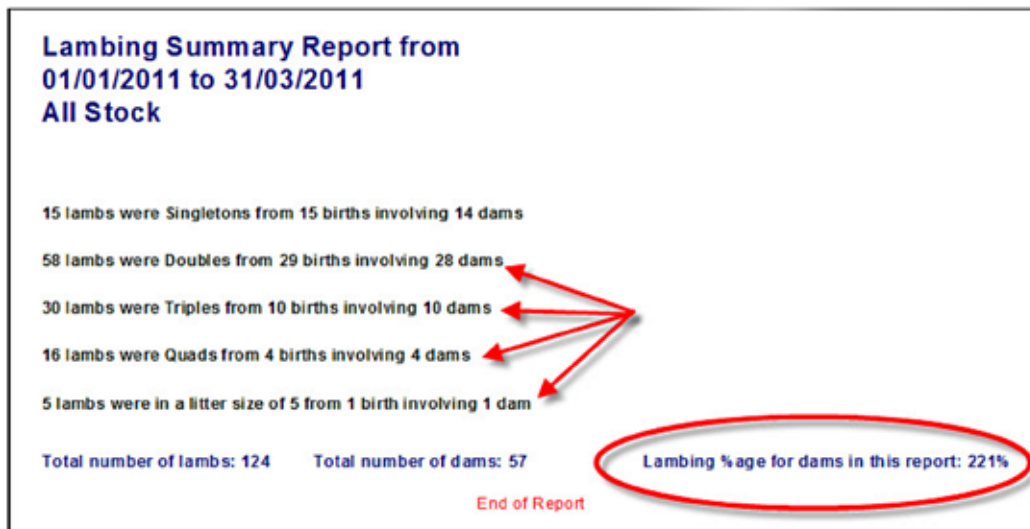 Lambing Summary Report from
01/01/2011 to 31/03/2011
All Stock
15 lambs were Singletons from 15 births involving 14 dams
58 lambs were Doubles from 29 births involving 28 dams
30 lambs were Triples from 10 births involving 10 dams
16 lambs were Quads from 4 births involving 4 dams
5 lambs were in a litter size of 5 from 1 birth involving 1 dam
Total number of lambs: 124 Total number of dams: 57 Lambing %age for dams in this report: 221%
End of Report